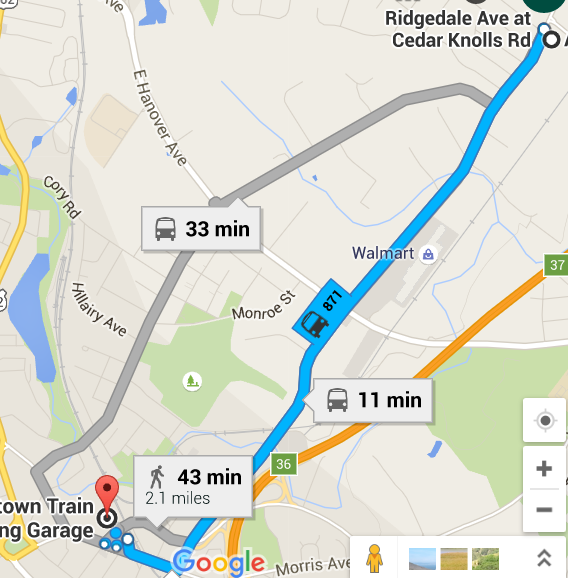 Ave
Ridgedale Ave at
Cedar Knolls Rd
E Hanover Ave
Cory Rd
33 min
Walmart
37
871
Monroe St
Hillairy Ave
11 min
36
43 min
2.1 miles
town Train
ng Garage
Google
Morris Ave